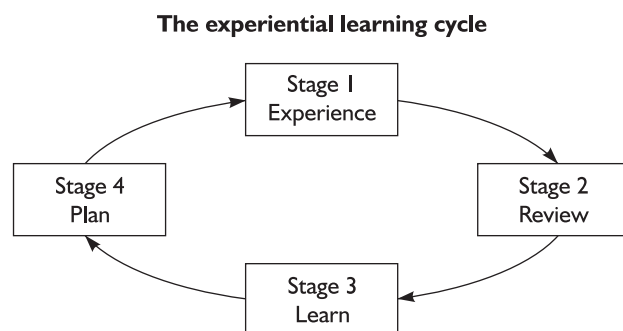 The experiential learning cycle
Stage 1
Experience
Stage 4
Plan
Stage 2
Review
Stage 3
Learn